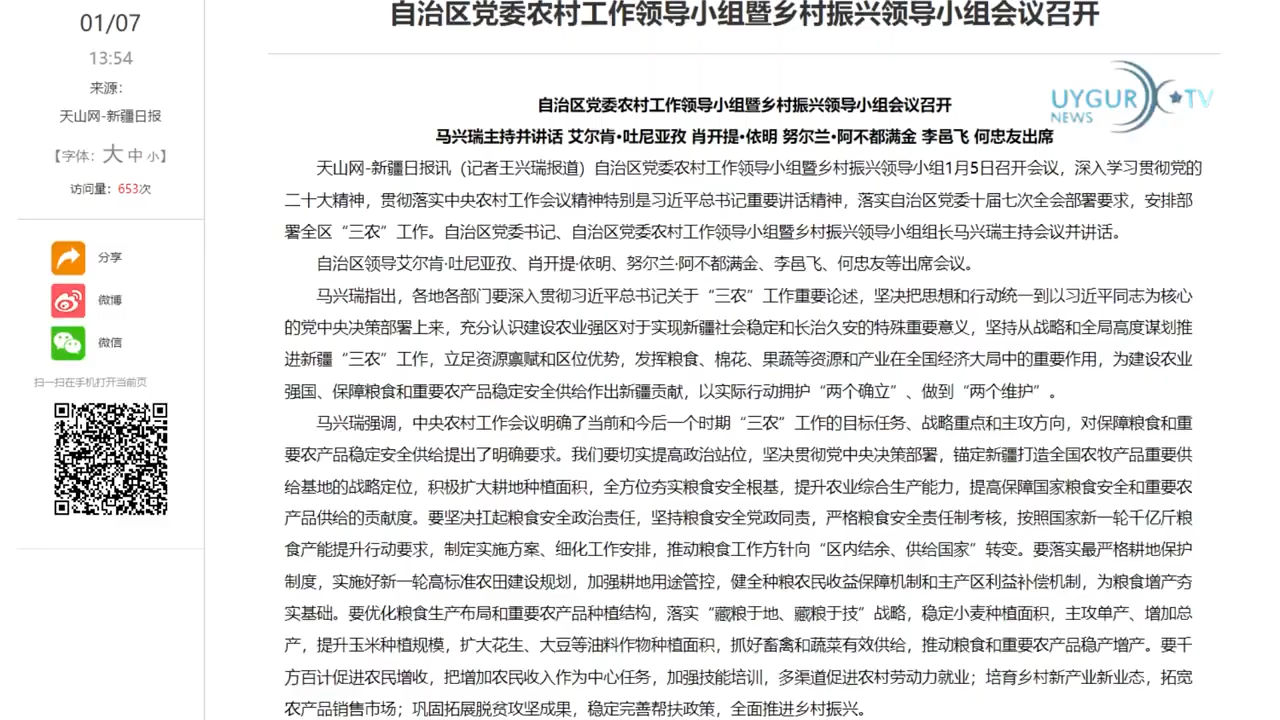 自治区党委农村工作领导小组暨乡村振兴领导小组会议召开
01/07
13:54
来源：
天山网-新疆日报
【字体：大 中 小】
访问量：653次
分享
微博
微信
扫一扫在手机打开当前页
UYGUR TV
NEWS
自治区党委农村工作领导小组暨乡村振兴领导小组会议召开
马兴瑞主持并讲话 艾尔肯·吐尼亚孜 肖开提·依明 努尔兰·阿不都满金 李邑飞 何忠友出席
天山网-新疆日报讯（记者王兴瑞报道）自治区党委农村工作领导小组暨乡村振兴领导小组1月5日召开会议，深入学习贯彻党的
二十大精神，贯彻落实中央农村工作会议精神特别是习近平总书记重要讲话精神，落实自治区党委十届七次全会部署要求，安排部
署全区“三农”工作。自治区党委书记、自治区党委农村工作领导小组暨乡村振兴领导小组组长马兴瑞主持会议并讲话。
自治区领导艾尔肯·吐尼亚孜、肖开提·依明、努尔兰·阿不都满金、李邑飞、何忠友等出席会议。
马兴瑞指出，各地各部门要深入贯彻习近平总书记关于“三农”工作重要论述，坚决把思想和行动统一到以习近平同志为核心
的党中央决策部署上来，充分认识建设农业强区对于实现新疆社会稳定和长治久安的特殊重要意义，坚持从战略和全局高度谋划推
进新疆“三农”工作，立足资源禀赋和区位优势，发挥粮食、棉花、果蔬等资源和产业在全国经济大局中的重要作用，为建设农业
强国、保障粮食和重要农产品稳定安全供给作出新疆贡献，以实际行动拥护“两个确立”、做到“两个维护”。
马兴瑞强调，中央农村工作会议明确了当前和今后一个时期“三农”工作的目标任务、战略重点和主攻方向，对保障粮食和重
要农产品稳定安全供给提出了明确要求。我们要切实提高政治站位，坚决贯彻党中央决策部署，锚定新疆打造全国农牧产品重要供
给基地的战略定位，积极扩大耕地种植面积，全方位夯实粮食安全根基，提升农业综合生产能力，提高保障国家粮食安全和重要农
产品供给的贡献度。要坚决扛起粮食安全政治责任，坚持粮食安全党政同责，严格粮食安全责任制考核，按照国家新一轮千亿斤粮
食产能提升行动要求，制定实施方案、细化工作安排，推动粮食工作方针向“区内结余、供给国家”转变。要落实最严格耕地保护
制度，实施好新一轮高标准农田建设规划，加强耕地用途管控，健全种粮农民收益保障机制和主产区利益补偿机制，为粮食增产夯
实基础。要优化粮食生产布局和重要农产品种植结构，落实“藏粮于地、藏粮于技”战略，稳定小麦种植面积，主攻单产、增加总
产，提升玉米种植规模，扩大花生、大豆等油料作物种植面积，抓好畜禽和蔬菜有效供给，推动粮食和重要农产品稳产增产。要千
方百计促进农民增收，把增加农民收入作为中心任务，加强技能培训，多渠道促进农村劳动力就业；培育乡村新产业新业态，拓宽
农产品销售市场；巩固拓展脱贫攻坚成果，稳定完善帮扶政策，全面推进乡村振兴。